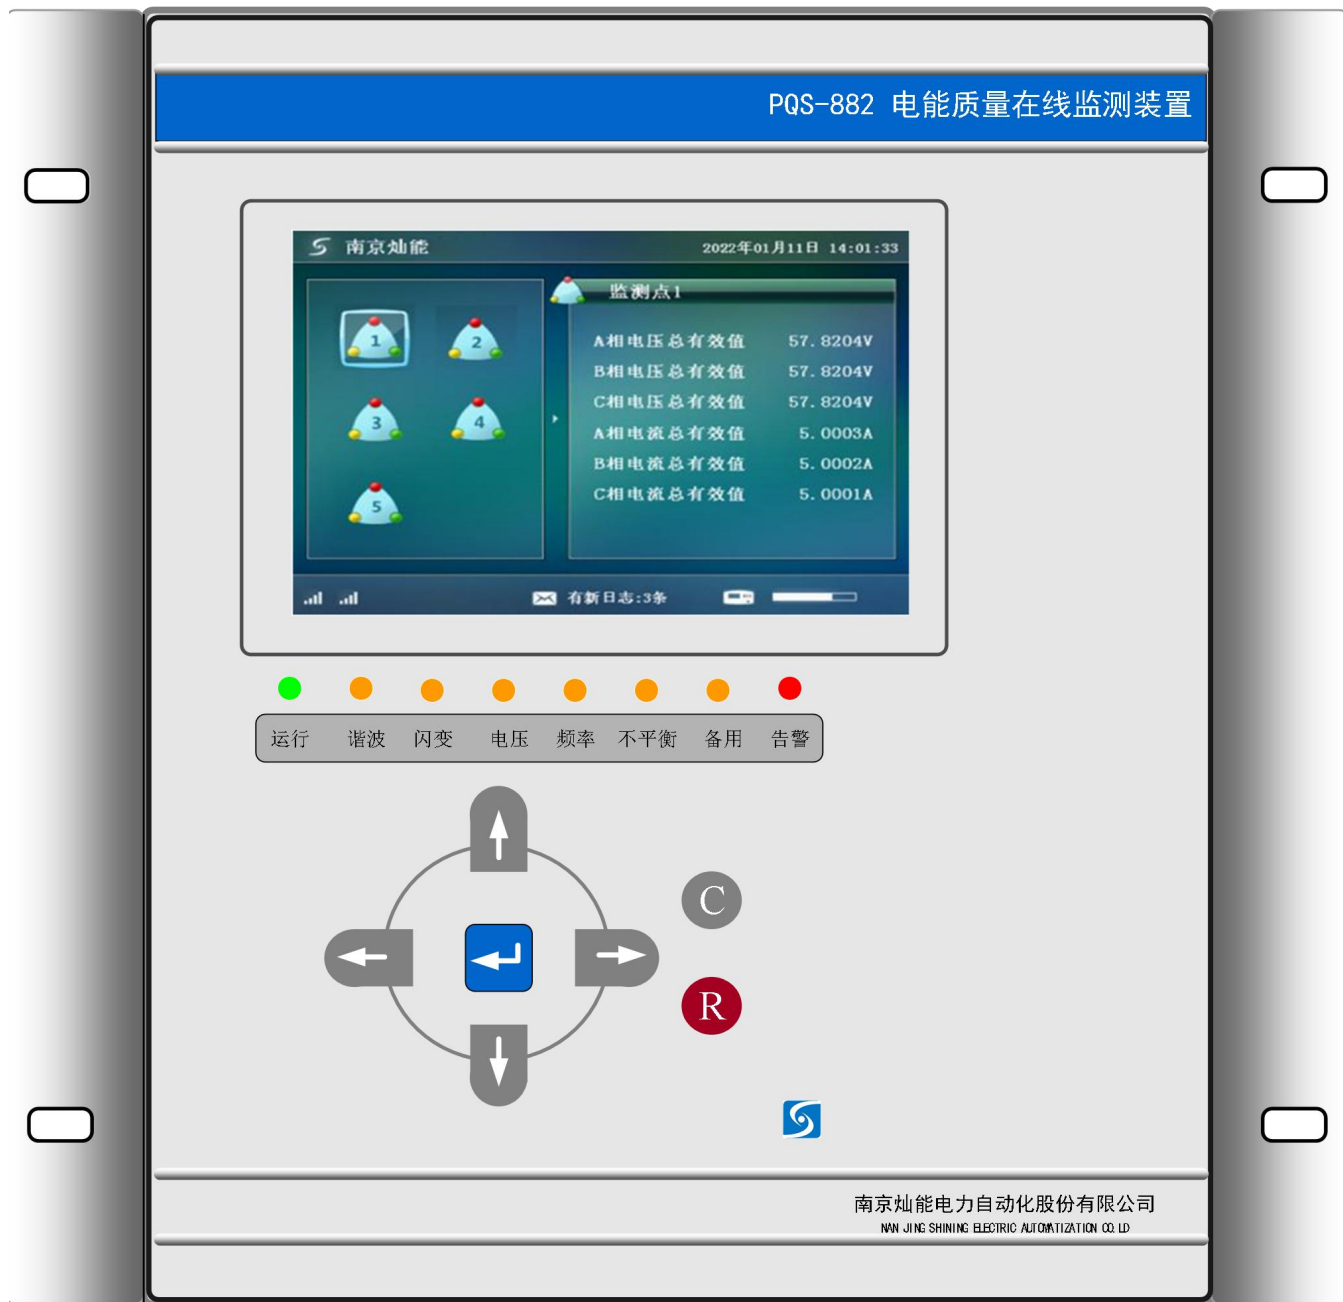 PQS-882 电能质量在线监测装置
南京灿能
2022年01月11日 14:01:33
监测点1
1
2
3
4
5
A相电压总有效值 57.8204V
B相电压总有效值 57.8204V
C相电压总有效值 57.8204V
A相电流总有效值 5.0003A
B相电流总有效值 5.0002A
C相电流总有效值 5.0001A
有新日志:3条
运行 谐波 闪变 电压 频率 不平衡 备用 告警
C
R
南京灿能电力自动化股份有限公司
NAN JING SHINING ELECTRIC AUTOMATIZATION CO. LD